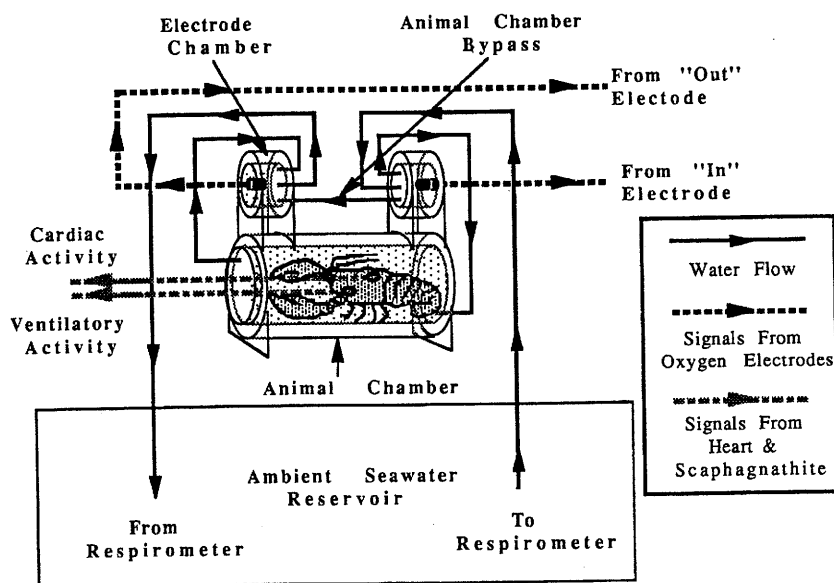 Electrode
Chamber
Animal Chamber
Bypass
From "Out"
Electode
From "In"
Electrode
Cardiac
Activity
Ventilatory
Activity
Animal Chamber
Water Flow
Signals From
Oxygen Electrodes
Signals From
Heart &
Scaphagnathite
Ambient Seawater
Reservoir
From
Respirometer
To
Respirometer